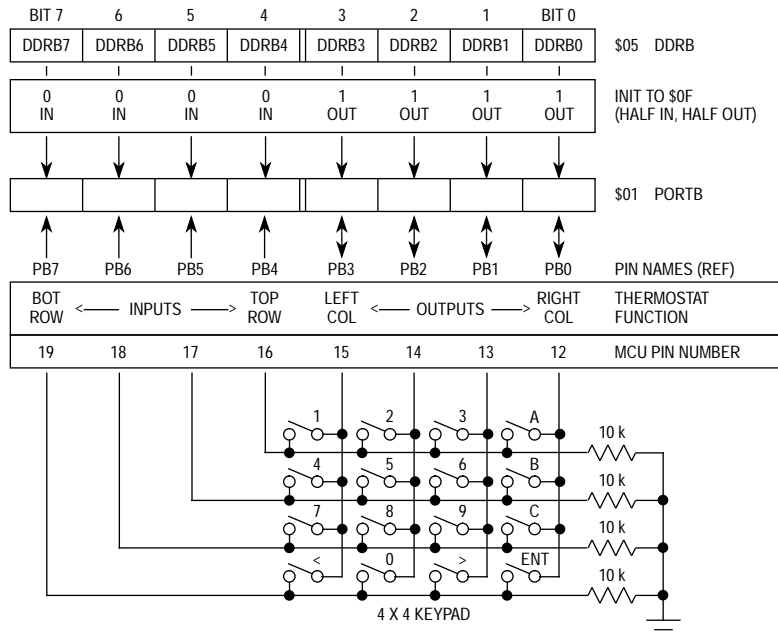 BIT 7 6 5 4 3 2 1 BIT 0
DDRB7 DDRB6 DDRB5 DDRB4 DDRB3 DDRB2 DDRB1 DDRB0 $05 DDRB
0 0 0 0 1 1 1 1 INIT TO $0F
IN IN IN IN OUT OUT OUT OUT (HALF IN, HALF OUT)
$01 PORTB
PB7 PB6 PB5 PB4 PB3 PB2 PB1 PB0 PIN NAMES (REF)
BOT INPUTS TOP LEFT OUTPUTS RIGHT THERMOSTAT
ROW ROW COL COL FUNCTION
19 18 17 16 15 14 13 12 MCU PIN NUMBER
1 2 3 A 10 k
4 5 6 B 10 k
7 8 9 C 10 k
< 0 > ENT 10 k
4 X 4 KEYPAD